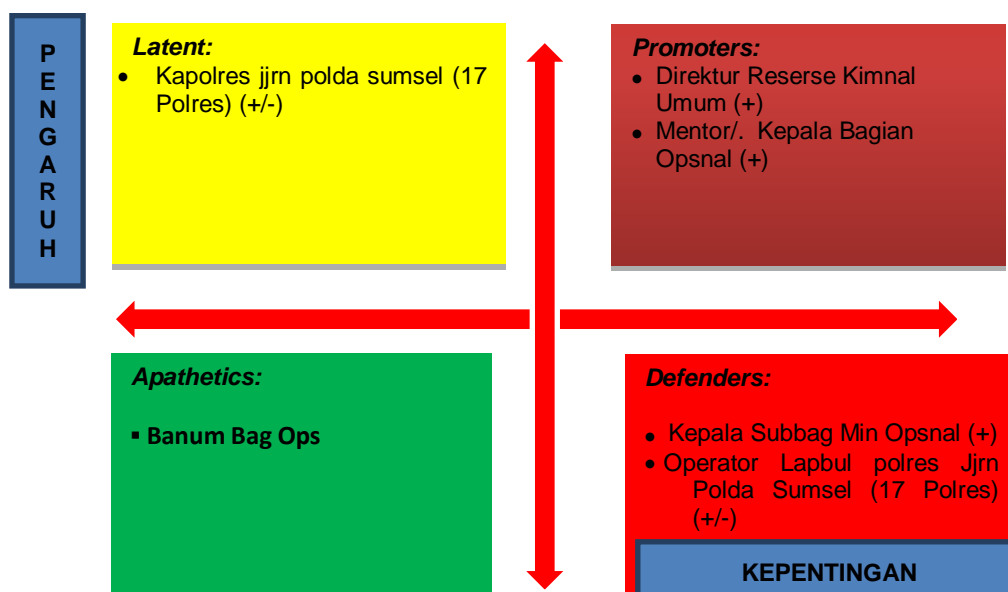 PENGARUH
Latent:
• Kapolres jjrn polda sumsel (17
Polres) (+/-)
Promoters:
• Direktur Reserse Kimnal
Umum (+)
• Mentor/. Kepala Bagian
Opsnal (+)
Apathetics:
▪ Banum Bag Ops
Defenders:
• Kepala Subbag Min Opsnal (+)
• Operator Lapbul polres Jjrn
Polda Sumsel (17 Polres)
(+/-)
KEPENTINGAN